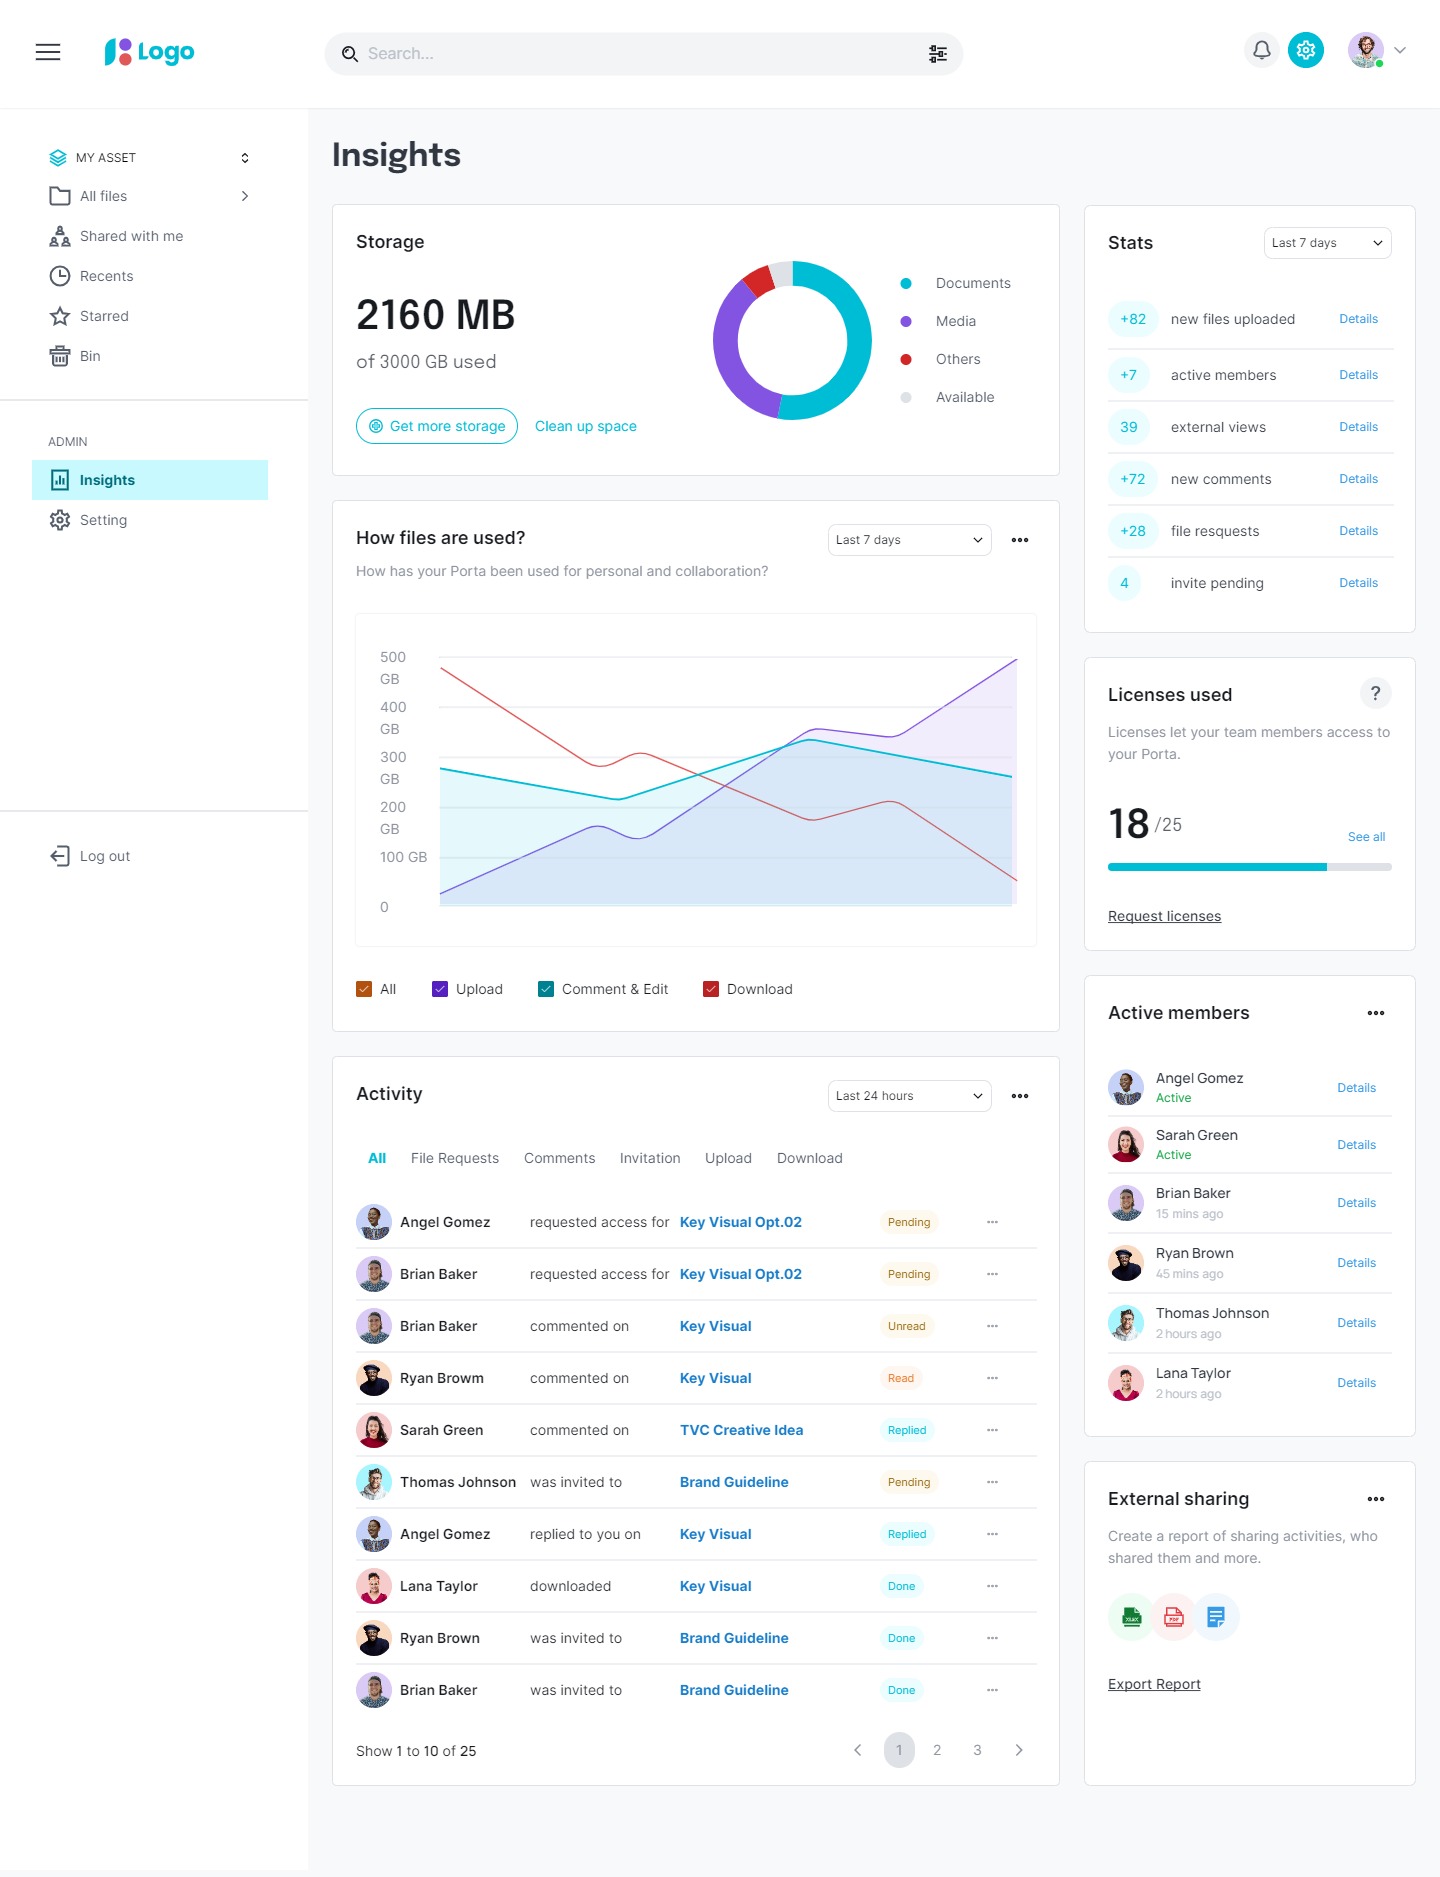 Logo
Search...
MY ASSET
All files
Shared with me
Recents
Starred
Bin
ADMIN
Insights
Setting
Log out
Insights
Storage
2160 MB
of 3000 GB used
Get more storage
Clean up space
Documents
Media
Others
Available
How files are used?
Last 7 days
How has your Porta been used for personal and collaboration?
500
GB
400
GB
300
GB
200
GB
100 GB
0
All
Upload
Comment & Edit
Download
Activity
Last 24 hours
All File Requests Comments Invitation Upload Download
Angel Gomez requested access for Key Visual Opt.02 Pending
Brian Baker requested access for Key Visual Opt.02 Pending
Brian Baker commented on Key Visual Unread
Ryan Browm commented on Key Visual Read
Sarah Green commented on TVC Creative Idea Replied
Thomas Johnson was invited to Brand Guideline Pending
Angel Gomez replied to you on Key Visual Replied
Lana Taylor downloaded Key Visual Done
Ryan Brown was invited to Brand Guideline Done
Brian Baker was invited to Brand Guideline Done
Show 1 to 10 of 25
1 2 3
Stats
Last 7 days
+82 new files uploaded Details
+7 active members Details
39 external views Details
+72 new comments Details
+28 file resquests Details
4 invite pending Details
Licenses used
?
Licenses let your team members access to
your Porta.
18 /25
See all
Request licenses
Active members
Angel Gomez
Active
Details
Sarah Green
Active
Details
Brian Baker
15 mins ago
Details
Ryan Brown
45 mins ago
Details
Thomas Johnson
2 hours ago
Details
Lana Taylor
2 hours ago
Details
External sharing
Create a report of sharing activities, who
shared them and more.
XLSX
PDF
Export Report